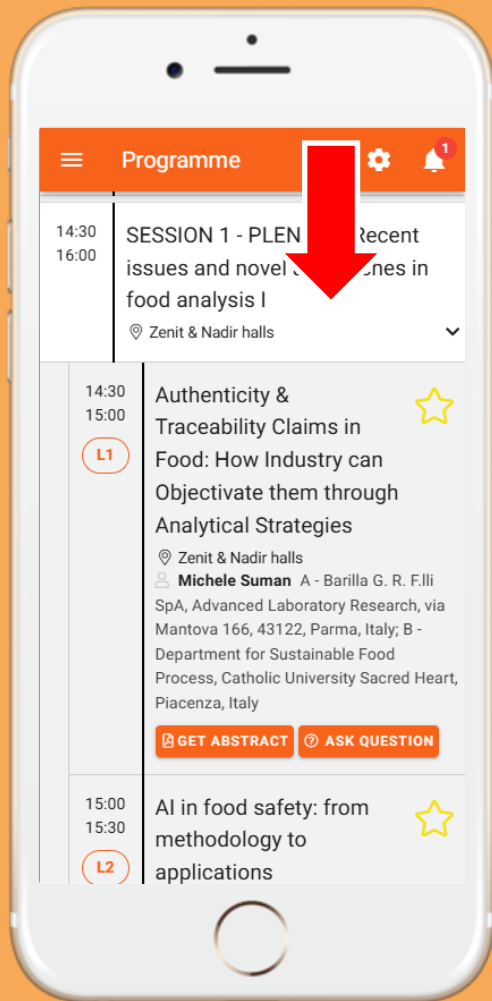 Programme
1
14:30
16:00
SESSION 1 - PLEN Recent
issues and novel in
food analysis I
Zenit & Nadir halls
14:30
15:00
L1
Authenticity &
Traceability Claims in
Food: How Industry can
Objectivate them through
Analytical Strategies
Zenit & Nadir halls
Michele Suman A - Barilla G. R. F.lli
SpA, Advanced Laboratory Research, via
Mantova 166, 43122, Parma, Italy; B -
Department for Sustainable Food
Process, Catholic University Sacred Heart,
Piacenza, Italy
GET ABSTRACT
ASK QUESTION
15:00
15:30
L2
AI in food safety: from
methodology to
applications